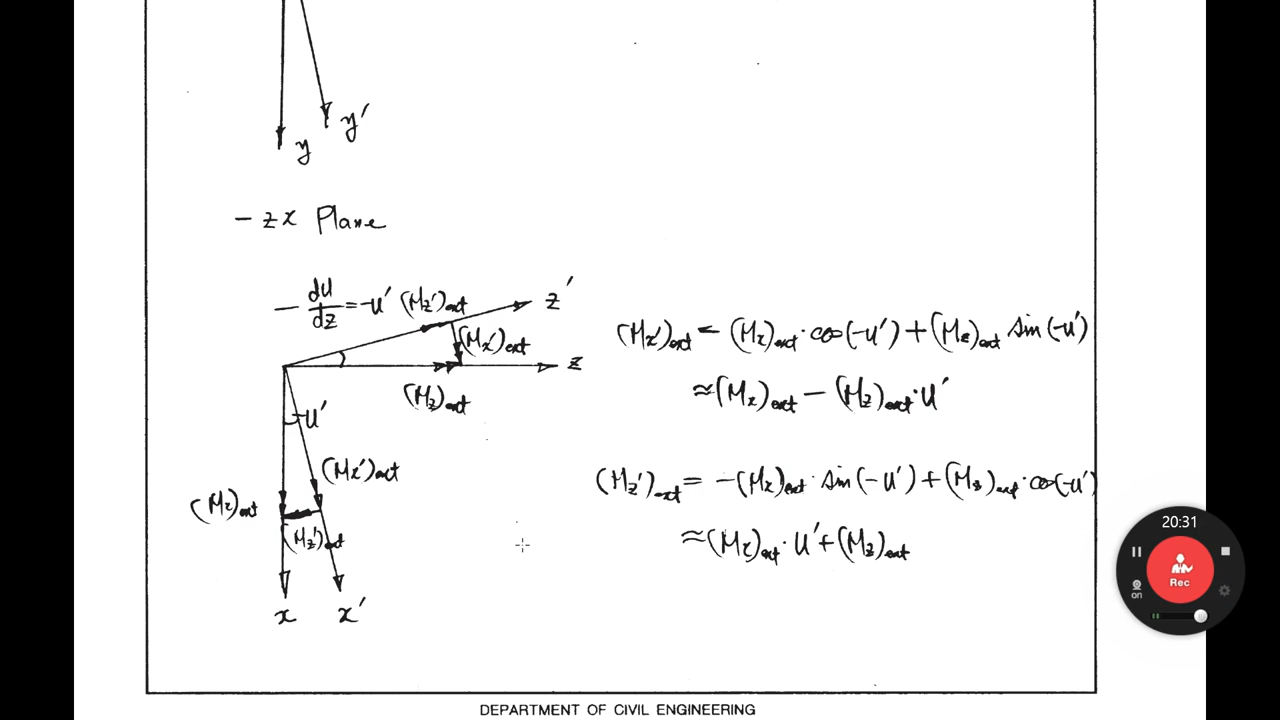 y
y′
- zx Plane
- du/dz = -u′ (Mz′)ext z′
(Mx′)ext
z
(Mz)ext
-u′
(Mx′)ext
(Mx)ext
(Mz′)ext
x x′
(Mx′)ext = (Mx)ext · cos(-u′) + (Mz)ext sin(-u′)
≈ (Mx)ext - (Mz)ext · u′
(Mz′)ext = -(Mx)ext · sin(-u′) + (Mz)ext · cos(-u′)
≈ (Mx)ext · u′ + (Mz)ext
20:31
Rec
on
DEPARTMENT OF CIVIL ENGINEERING